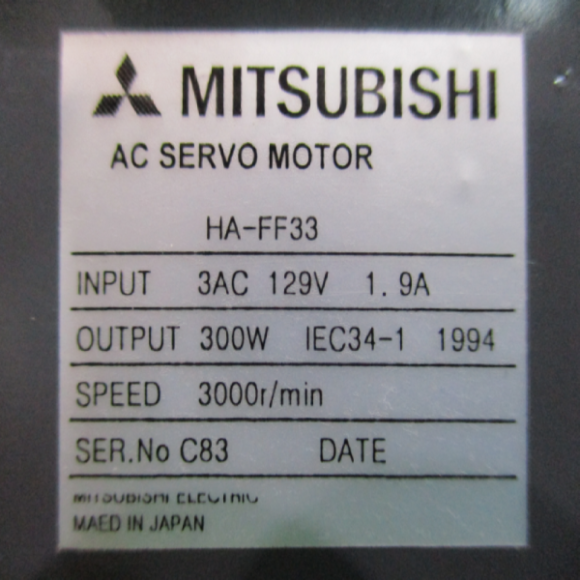 MITSUBISHI
AC SERVO MOTOR
HA-FF33
INPUT 3AC 129V 1.9A
OUTPUT 300W IEC34-1 1994
SPEED 3000r/min
SER.No C83 DATE
MITSUBISHI ELECTRIC
MAED IN JAPAN